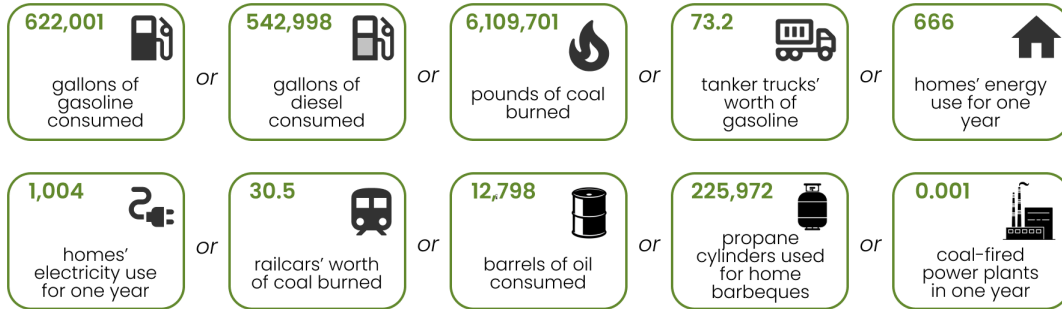 622,001
gallons of
gasoline
consumed
or
542,998
gallons of
diesel
consumed
or
6,109,701
pounds of coal
burned
or
73.2
tanker trucks'
worth of
gasoline
or
666
homes' energy
use for one
year
1,004
homes'
electricity use
for one year
or
30.5
railcars' worth
of coal burned
or
12,798
barrels of oil
consumed
or
225,972
propane
cylinders used
for home
barbeques
or
0.001
coal-fired
power plants
in one year